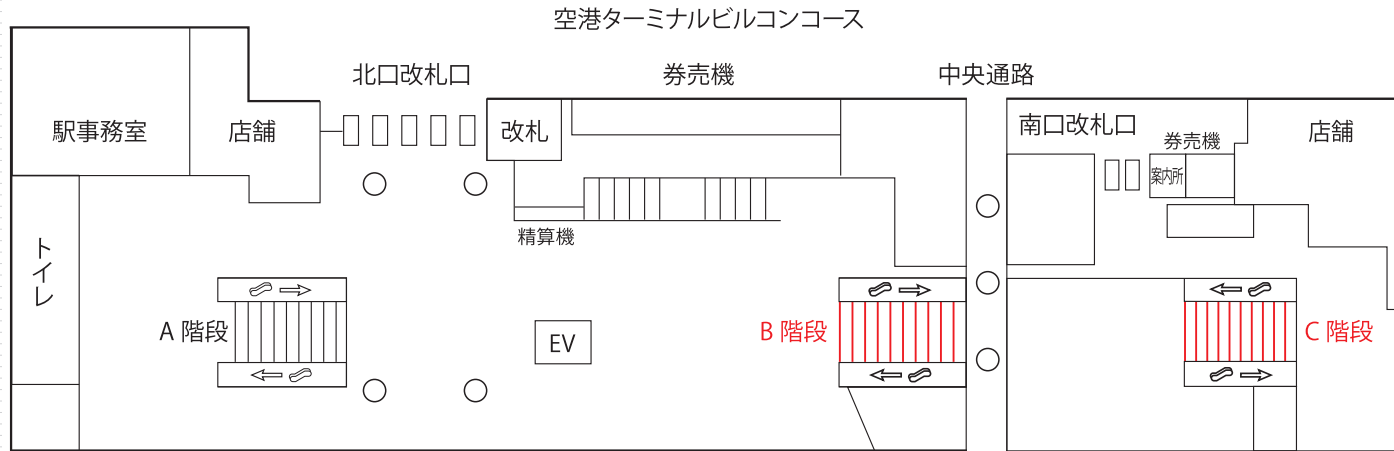 空港ターミナルビルコンコース
北口改札口
券売機
中央通路
駅事務室
店舗
改札
南口改札口
券売機
店舗
案内所
精算機
トイレ
A 階段
EV
B 階段
C 階段